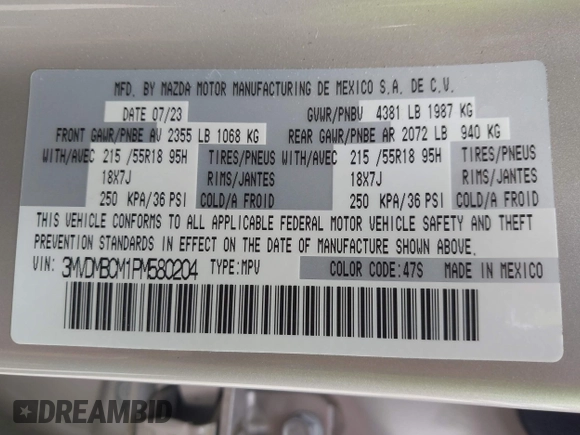 MFD. BY MAZDA MOTOR MANUFACTURING DE MEXICO S.A. DE C.V.
DATE 07/23 GVWR/PNBV 4381 LB 1987 KG
FRONT GAWR/PNBE AV 2355 LB 1068 KG REAR GAWR/PNBE AR 2072 LB 940 KG
WITH/AVEC 215 /55R18 95H TIRES/PNEUS WITH/AVEC 215 /55R18 95H TIRES/PNEUS
18X7J RIMS/JANTES 18X7J RIMS/JANTES
250 KPA/36 PSI COLD/A FROID 250 KPA/36 PSI COLD/A FROID
THIS VEHICLE CONFORMS TO ALL APPLICABLE FEDERAL MOTOR VEHICLE SAFETY AND THEFT
PREVENTION STANDARDS IN EFFECT ON THE DATE OF MANUFACTURE SHOWN ABOVE.
VIN: 3MVDMBCM1PM580204 TYPE:MPV COLOR CODE:47S MADE IN MEXICO
DREAMBID